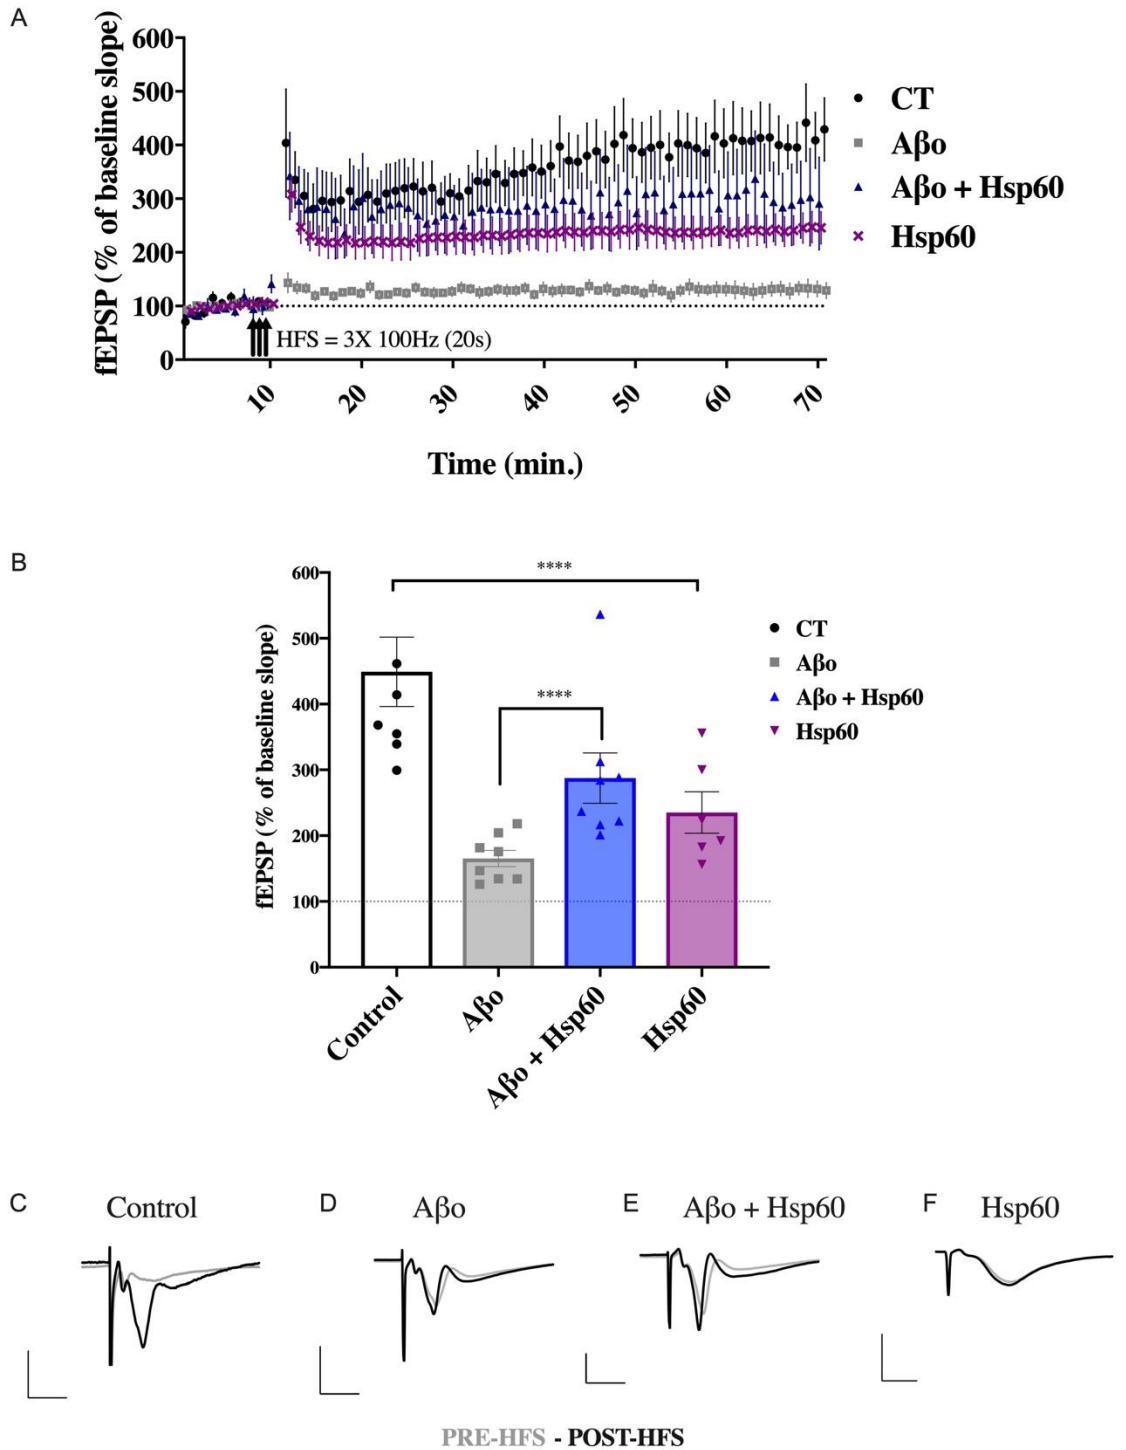 A
fEPSP (% of baseline slope)
600
500
400
300
200
100
0
CT
Aβo
Aβo + Hsp60
Hsp60
HFS = 3X 100Hz (20s)
10 20 30 40 50 60 70
Time (min.)
B
fEPSP (% of baseline slope)
600
500
400
300
200
100
0
****
****
CT
Aβo
Aβo + Hsp60
Hsp60
Control Aβo Aβo + Hsp60 Hsp60
C Control D Aβo E Aβo + Hsp60 F Hsp60
PRE-HFS - POST-HFS